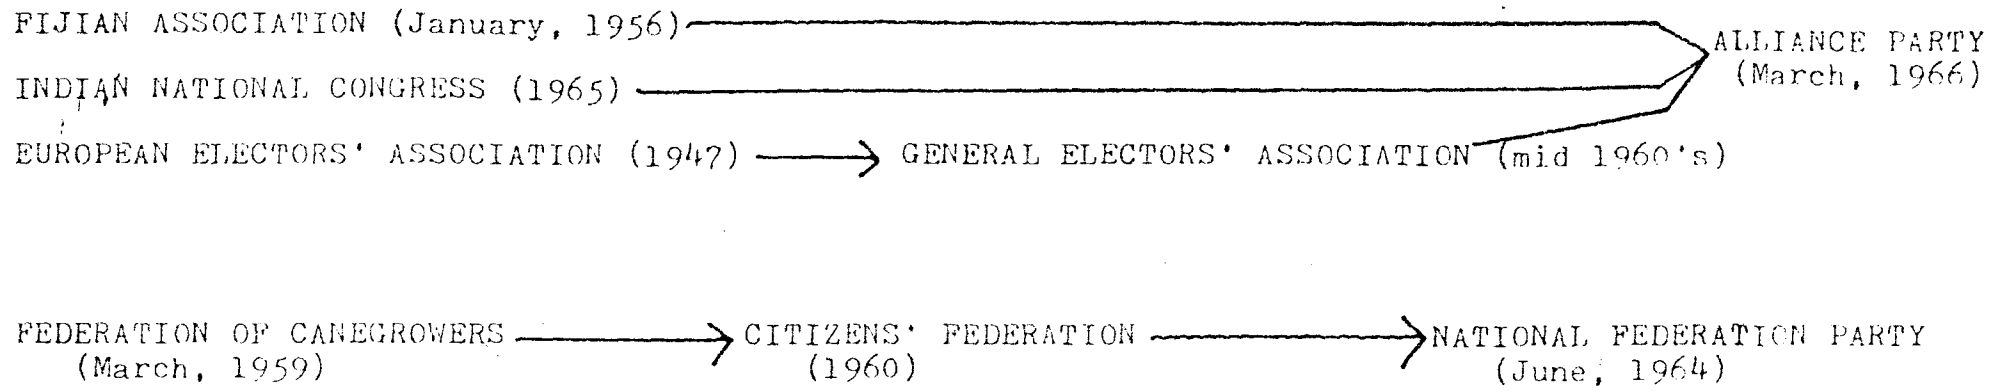 FIJIAN ASSOCIATION (January, 1956)
ALLIANCE PARTY
(March, 1966)
INDIAN NATIONAL CONGRESS (1965)
EUROPEAN ELECTORS' ASSOCIATION (1947)
GENERAL ELECTORS' ASSOCIATION (mid 1960's)
FEDERATION OF CANEGROWERS
(March, 1959)
CITIZENS' FEDERATION
(1960)
NATIONAL FEDERATION PARTY
(June, 1964)